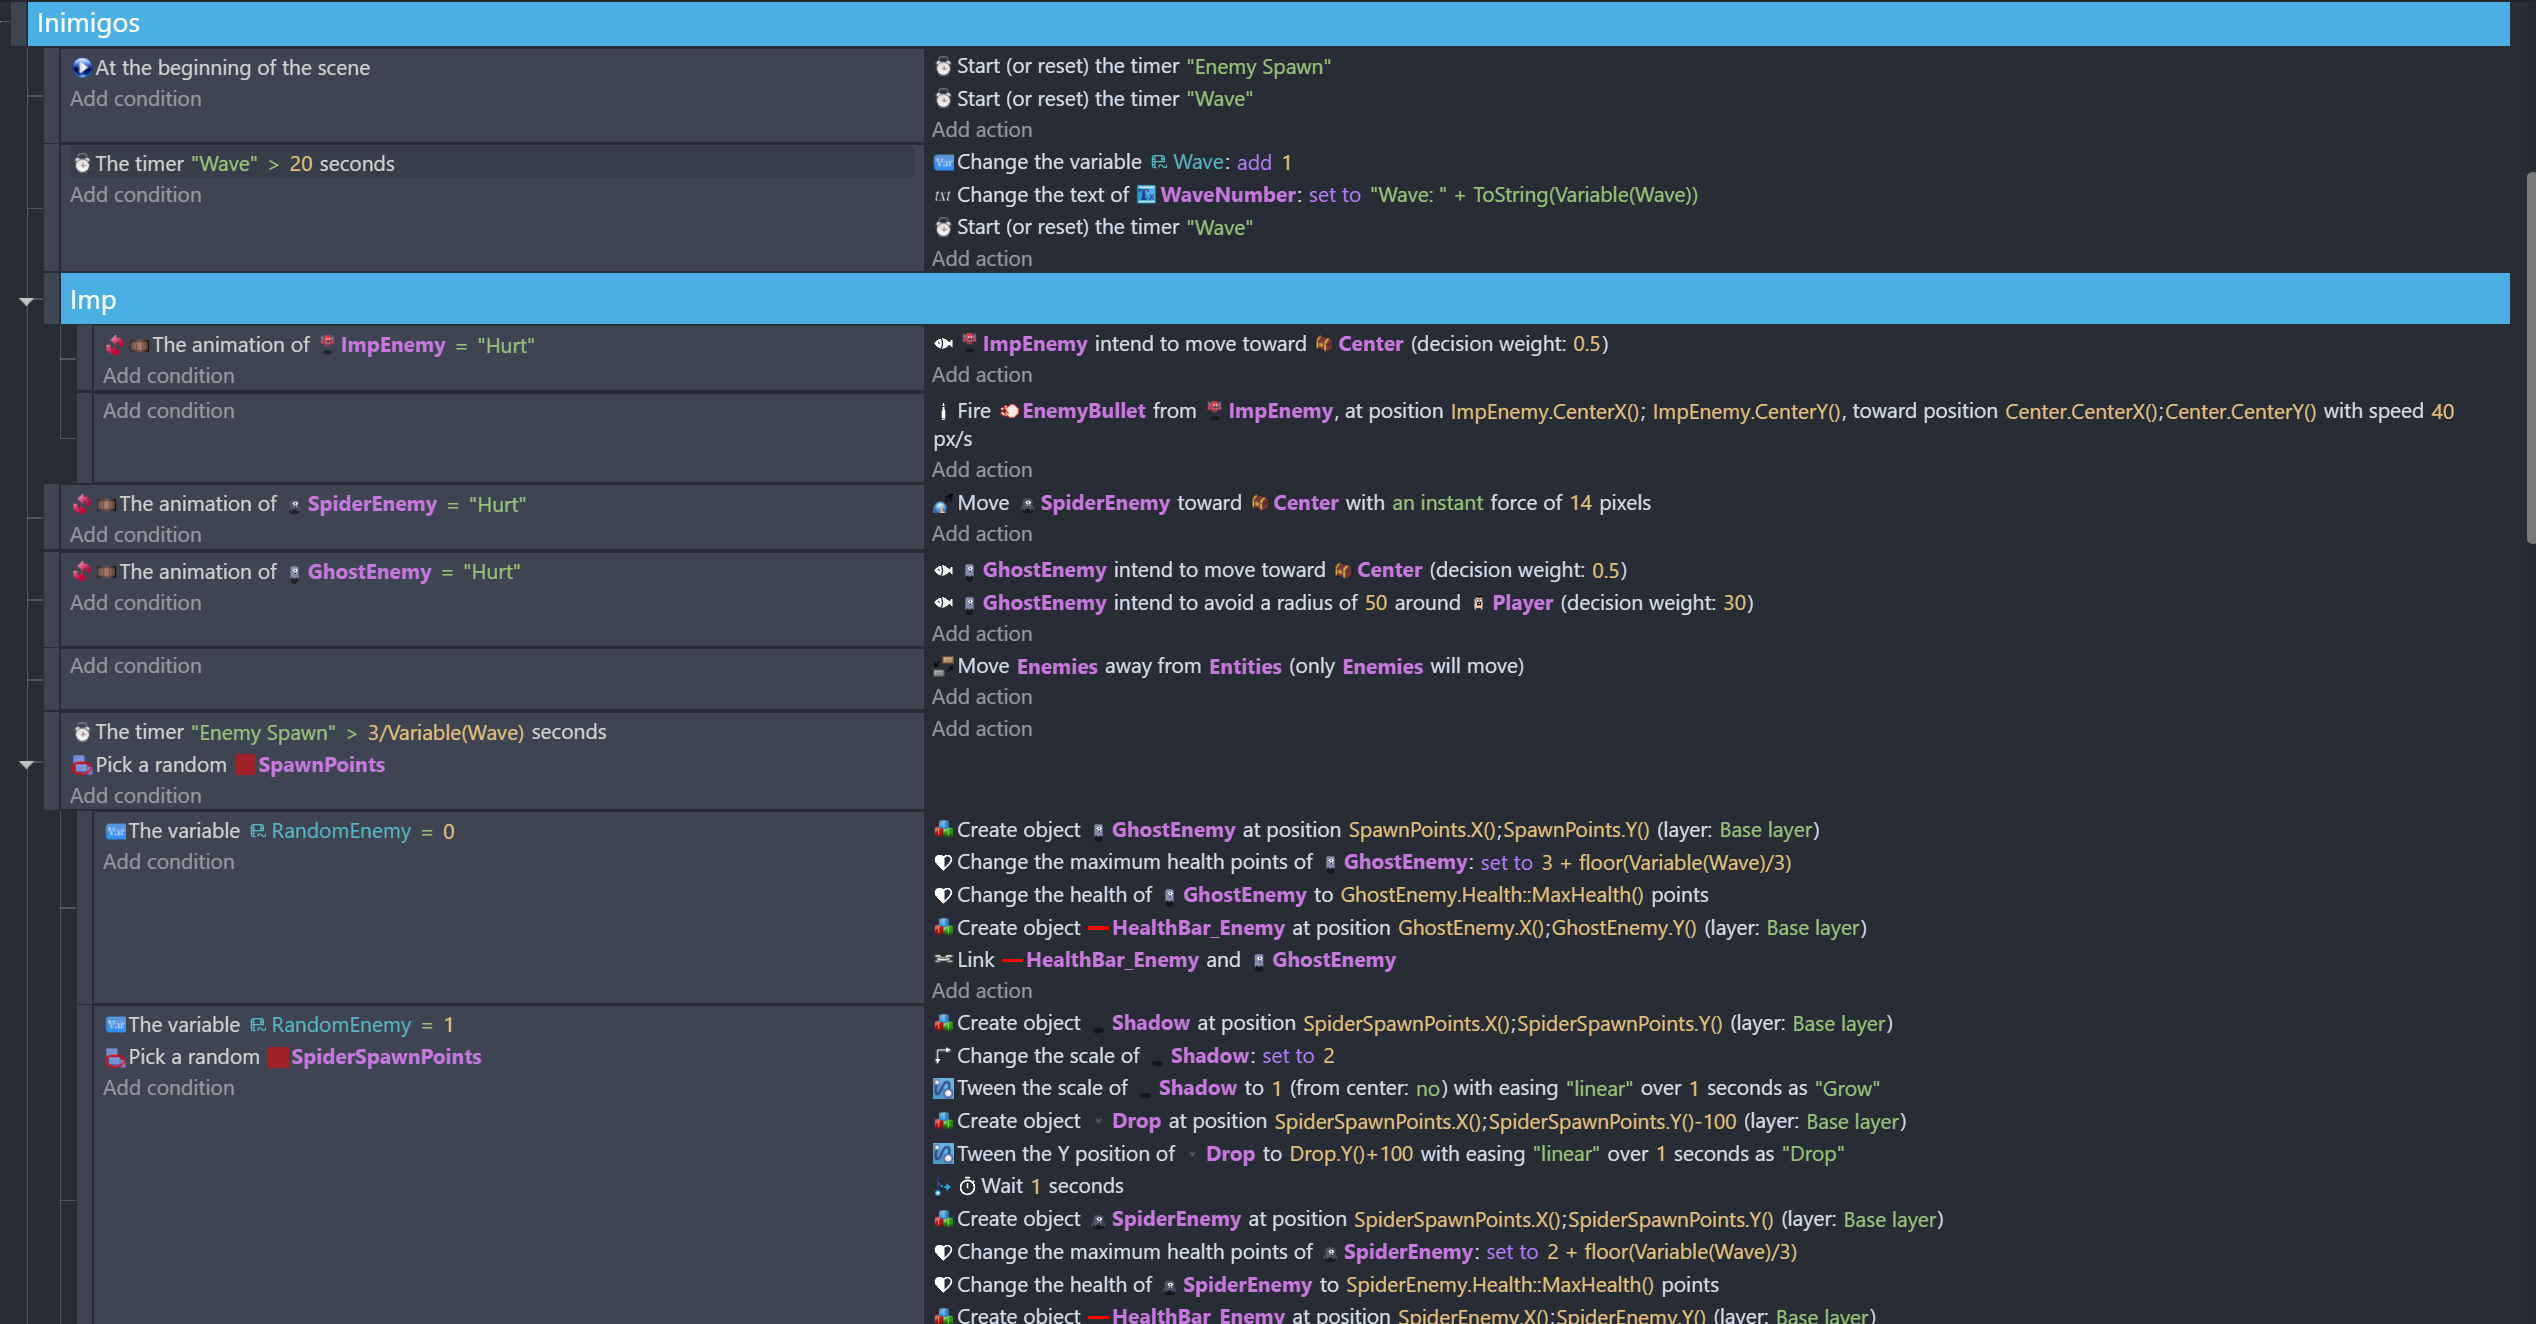 Inimigos
At the beginning of the scene
Add condition
Start (or reset) the timer "Enemy Spawn"
Start (or reset) the timer "Wave"
Add action
The timer "Wave" > 20 seconds
Add condition
Change the variable Wave: add 1
Change the text of WaveNumber: set to "Wave: " + ToString(Variable(Wave))
Start (or reset) the timer "Wave"
Add action
Imp
The animation of ImpEnemy = "Hurt"
Add condition
ImpEnemy intend to move toward Center (decision weight: 0.5)
Add action
Add condition
Fire EnemyBullet from ImpEnemy, at position ImpEnemy.CenterX(); ImpEnemy.CenterY(), toward position Center.CenterX();Center.CenterY() with speed 40
px/s
Add action
The animation of SpiderEnemy = "Hurt"
Add condition
Move SpiderEnemy toward Center with an instant force of 14 pixels
Add action
The animation of GhostEnemy = "Hurt"
Add condition
GhostEnemy intend to move toward Center (decision weight: 0.5)
GhostEnemy intend to avoid a radius of 50 around Player (decision weight: 30)
Add action
Add condition
Move Enemies away from Entities (only Enemies will move)
Add action
The timer "Enemy Spawn" > 3/Variable(Wave) seconds
Pick a random SpawnPoints
Add condition
Add action
The variable RandomEnemy = 0
Add condition
Create object GhostEnemy at position SpawnPoints.X();SpawnPoints.Y() (layer: Base layer)
Change the maximum health points of GhostEnemy: set to 3 + floor(Variable(Wave)/3)
Change the health of GhostEnemy to GhostEnemy.Health::MaxHealth() points
Create object HealthBar_Enemy at position GhostEnemy.X();GhostEnemy.Y() (layer: Base layer)
Link HealthBar_Enemy and GhostEnemy
Add action
The variable RandomEnemy = 1
Pick a random SpiderSpawnPoints
Add condition
Create object Shadow at position SpiderSpawnPoints.X();SpiderSpawnPoints.Y() (layer: Base layer)
Change the scale of Shadow: set to 2
Tween the scale of Shadow to 1 (from center: no) with easing "linear" over 1 seconds as "Grow"
Create object Drop at position SpiderSpawnPoints.X();SpiderSpawnPoints.Y()-100 (layer: Base layer)
Tween the Y position of Drop to Drop.Y()+100 with easing "linear" over 1 seconds as "Drop"
Wait 1 seconds
Create object SpiderEnemy at position SpiderSpawnPoints.X();SpiderSpawnPoints.Y() (layer: Base layer)
Change the maximum health points of SpiderEnemy: set to 2 + floor(Variable(Wave)/3)
Change the health of SpiderEnemy to SpiderEnemy.Health::MaxHealth() points
Create object HealthBar_Enemy at position SpiderEnemy.X();SpiderEnemy.Y() (layer: Base layer)